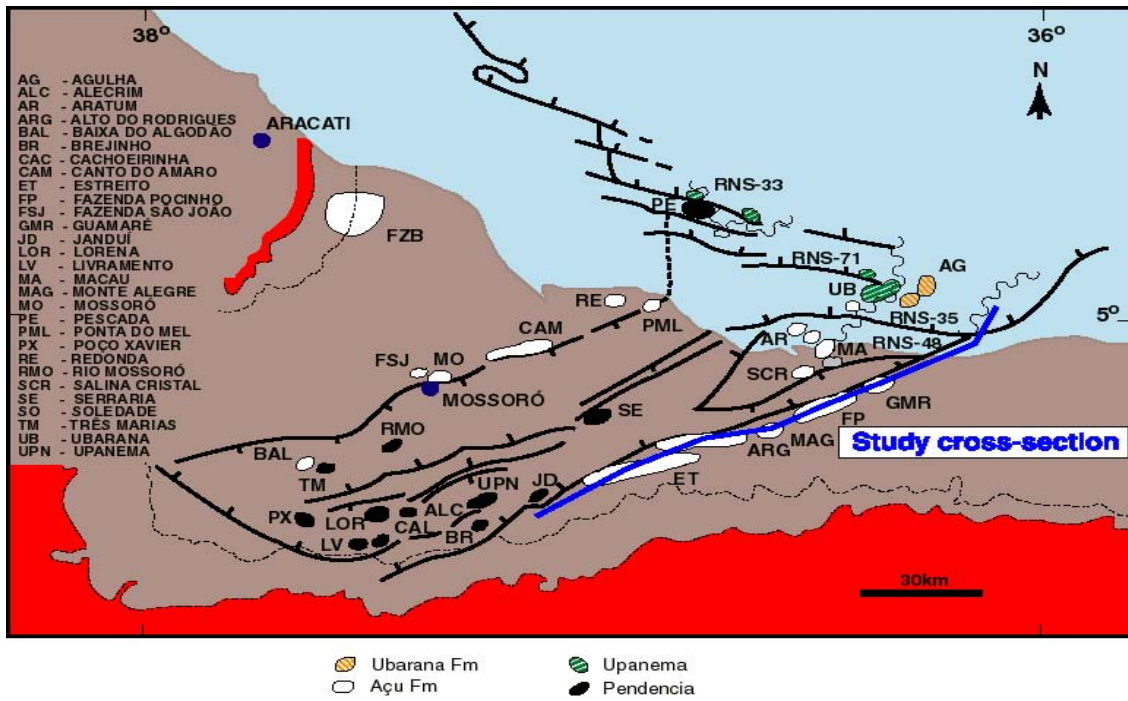 38º
36º
N
AG - AGULHA
ALC - ALECRIM
AR - ARATUM
ARG - ALTO DO RODRIGUES
BAL - BAIXA DO ALGODÃO
BR - BREJINHO
CAC - CACHOEIRINHA
CAM - CANTO DO AMARO
ET - ESTREITO
FP - FAZENDA POCINHO
FSJ - FAZENDA SÃO JOÃO
GMR - GUAMARÉ
JD - JANDUÍ
LOR - LORENA
LV - LIVRAMENTO
MA - MACAU
MAG - MONTE ALEGRE
MO - MOSSORÓ
PE - PESCADA
PML - PONTA DO MEL
PX - POÇO XAVIER
RE - REDONDA
RMO - RIO MOSSORÓ
SCR - SALINA CRISTAL
SE - SERRARIA
SO - SOLEDADE
TM - TRÊS MARIAS
UB - UBARANA
UPN - UPANEMA
ARACATI
FZB
RNS-33
PE
RNS-71
AG
UB
RE
PML
RNS-35
5º
CAM
AR
RNS-48
MA
FSJ
MO
SCR
MOSSORÓ
GMR
SE
FP
RMO
MAG
Study cross-section
BAL
ARG
TM
UPN
JD
ET
PX
LOR
ALC
CAL
BR
LV
30km
Ubarana Fm
Upanema
Açu Fm
Pendencia